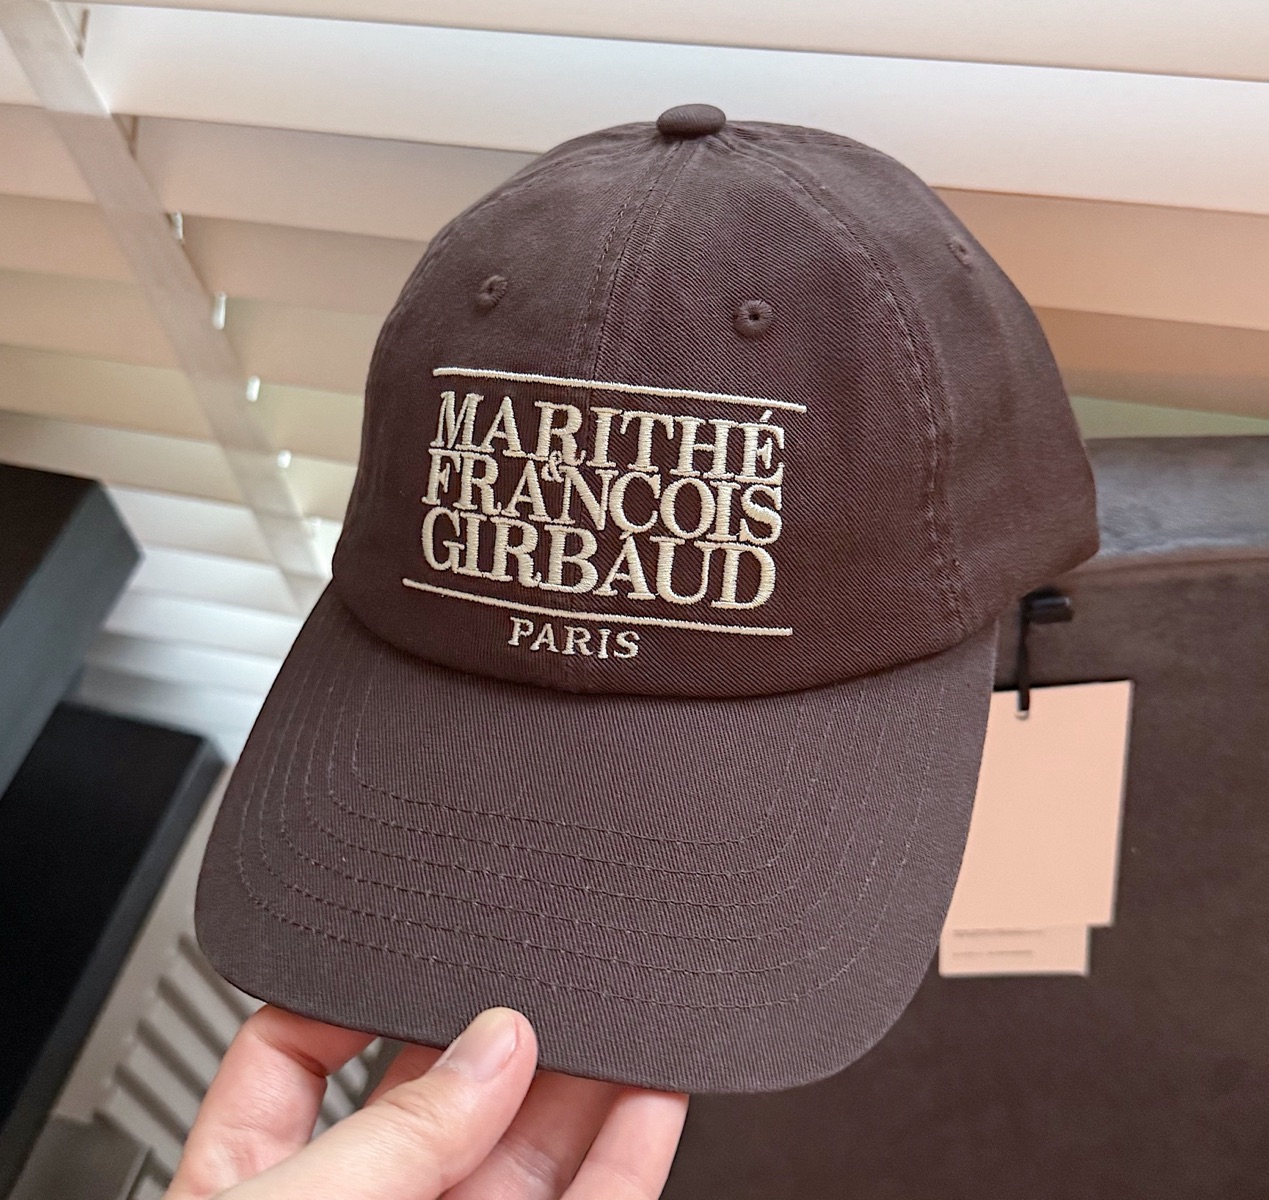 MARITHÉ
&
FRANÇOIS
GIRBAUD
PARIS